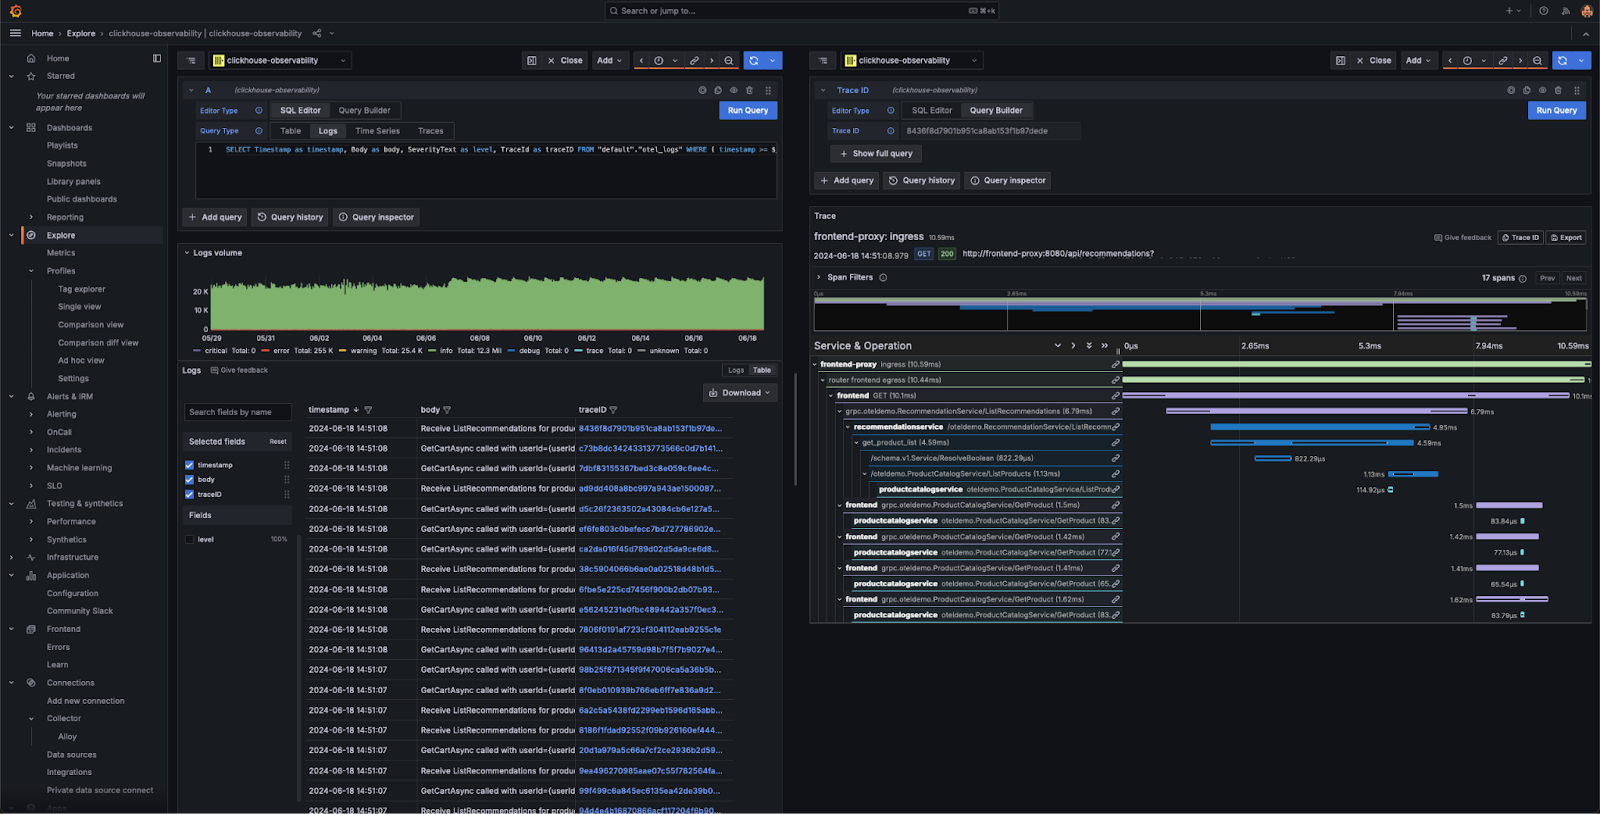 Search or jump to...
⌘+k
Home › Explore › clickhouse-observability | clickhouse-observability
Home
Starred
Your starred dashboards will
appear here
Dashboards
Playlists
Snapshots
Library panels
Public dashboards
Reporting
Explore
Metrics
Profiles
Tag explorer
Single view
Comparison view
Comparison diff view
Ad hoc view
Settings
Alerts & IRM
Alerting
OnCall
Incidents
Machine learning
SLO
Testing & synthetics
Performance
Synthetics
Infrastructure
Application
Configuration
Community Slack
Frontend
Errors
Learn
Connections
Add new connection
Collector
Alloy
Data sources
Integrations
Private data source connect
Apps
clickhouse-observability
Close
Add
A (clickhouse-observability)
Editor Type SQL Editor Query Builder
Run Query
Query Type Table Logs Time Series Traces
1 SELECT Timestamp as timestamp, Body as body, SeverityText as level, TraceId as traceID FROM "default"."otel_logs" WHERE ( timestamp >= $_
+ Add query Query history Query inspector
Logs volume
20 K
10 K
0
05/29 05/31 06/02 06/04 06/06 06/08 06/10 06/12 06/14 06/16 06/18
critical Total: 0 error Total: 255 K warning Total: 25.4 K info Total: 12.3 Mil debug Total: 0 trace Total: 0 unknown Total: 0
Logs Give feedback
Logs Table
Download
Search fields by name
Selected fields Reset
timestamp
body
traceID
Fields
level 100%
timestamp body traceID
2024-06-18 14:51:08 Receive ListRecommendations for produ 8436f8d7901b951ca8ab153f1b97de...
2024-06-18 14:51:08 GetCartAsync called with userId={userId c73b8dc34243313773566c0d7b141...
2024-06-18 14:51:08 Receive ListRecommendations for produ 7dbf83155367bed3c8e059c6ee4c...
2024-06-18 14:51:08 Receive ListRecommendations for produ ad9dd408a8bc997a943ae1500087...
2024-06-18 14:51:08 GetCartAsync called with userId={userId d5c26f2363502a43084cb6e127a5...
2024-06-18 14:51:08 GetCartAsync called with userId={userId ef6fe803c0befecc7bd727786902e...
2024-06-18 14:51:08 GetCartAsync called with userId={userId ca2da016f45d789d02d5da9ce6d8...
2024-06-18 14:51:08 Receive ListRecommendations for produ 38c5904066b6ae0a02518d48b1d5...
2024-06-18 14:51:08 Receive ListRecommendations for produ 6fbe5e225cd7456f900b2db07b93...
2024-06-18 14:51:08 GetCartAsync called with userId={userId e56245231e0fbc489442a357f0ec3...
2024-06-18 14:51:08 Receive ListRecommendations for produ 7806f0191af723cf304112eab9255c1e
2024-06-18 14:51:08 GetCartAsync called with userId={userId 96413d2a45759d98b7f5f7b9027e4...
2024-06-18 14:51:07 GetCartAsync called with userId={userId 98b25f871345f9f47006ca5a36b5b...
2024-06-18 14:51:07 GetCartAsync called with userId={userId 8f0eb010939b766eb6ff7e836a9d2...
2024-06-18 14:51:07 Receive ListRecommendations for produ 6a2c5a5438fd2299eb1596d165abb...
2024-06-18 14:51:07 Receive ListRecommendations for produ 8186f1fdad92552f09b926160ef444...
2024-06-18 14:51:07 GetCartAsync called with userId={userId 20d1a979a5c66a7cf2ce2936b2d59...
2024-06-18 14:51:07 Receive ListRecommendations for produ 9ea496270985aae07c55f782564fa...
2024-06-18 14:51:07 GetCartAsync called with userId={userId 99f499c6a845ec6135ea42de39b0...
2024-06-18 14:51:07 Receive ListRecommendations for produ 94d4e4b16870866acf117204f6b90...
clickhouse-observability
Close
Add
Trace ID (clickhouse-observability)
Editor Type SQL Editor Query Builder
Run Query
Trace ID 8436f8d7901b951ca8ab153f1b97dede
+ Show full query
+ Add query Query history Query inspector
Trace
frontend-proxy: ingress 10.59ms
Give feedback Trace ID Export
2024-06-18 14:51:08.979 GET 200 http://frontend-proxy:8080/api/recommendations?
Span Filters
17 spans Prev Next
0µs 2.65ms 5.3ms 7.94ms 10.59ms
Service & Operation 0µs 2.65ms 5.3ms 7.94ms 10.59ms
frontend-proxy ingress (10.59ms)
router frontend egress (10.44ms)
frontend GET (10.1ms) 10.1ms
grpc.oteldemo.RecommendationService/ListRecommendations (6.79ms) 6.79ms
recommendationservice /oteldemo.RecommendationService/ListRecomm 4.95ms
get_product_list (4.59ms) 4.59ms
/schema.v1.Service/ResolveBoolean (822.29µs) 822.29µs
/oteldemo.ProductCatalogService/ListProducts (1.13ms) 1.13ms
productcatalogservice oteldemo.ProductCatalogService/ListProdu 114.92µs
frontend grpc.oteldemo.ProductCatalogService/GetProduct (1.5ms) 1.5ms
productcatalogservice oteldemo.ProductCatalogService/GetProduct (83. 83.84µs
frontend grpc.oteldemo.ProductCatalogService/GetProduct (1.42ms) 1.42ms
productcatalogservice oteldemo.ProductCatalogService/GetProduct (77.1 77.13µs
frontend grpc.oteldemo.ProductCatalogService/GetProduct (1.41ms) 1.41ms
productcatalogservice oteldemo.ProductCatalogService/GetProduct (65. 65.54µs
frontend grpc.oteldemo.ProductCatalogService/GetProduct (1.62ms) 1.62ms
productcatalogservice oteldemo.ProductCatalogService/GetProduct (83. 83.79µs